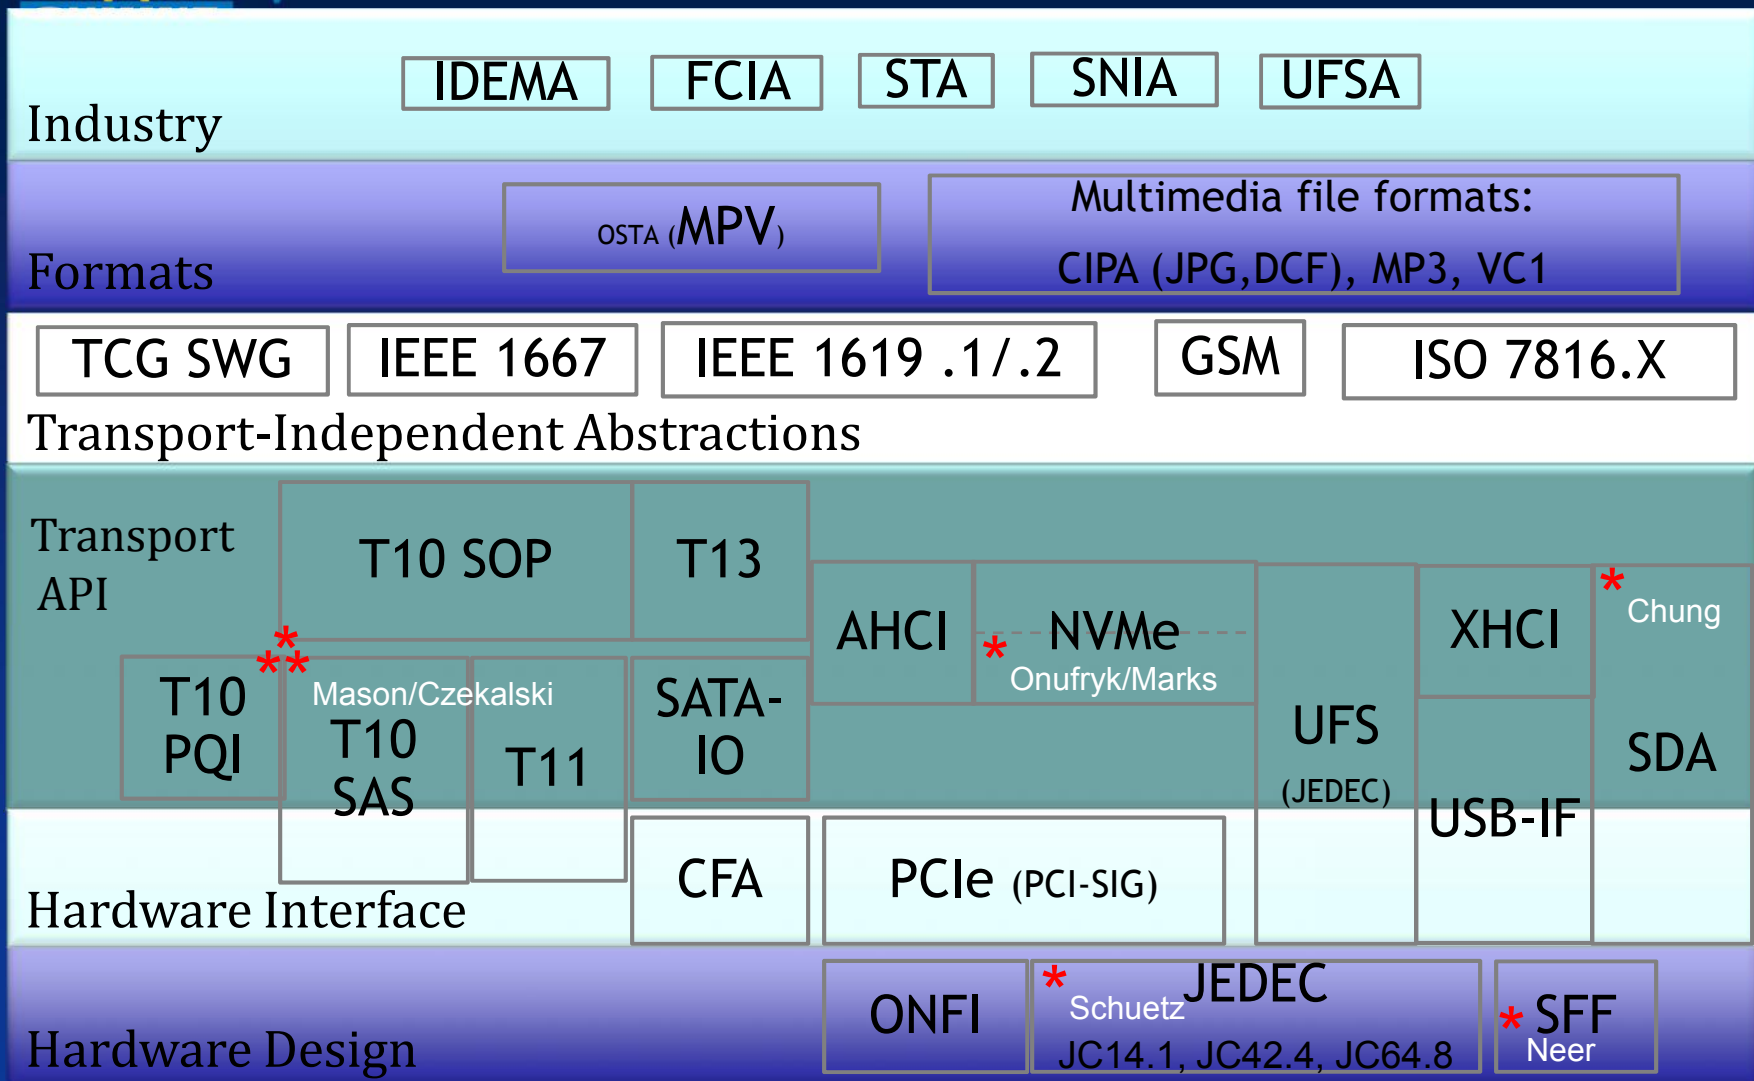 IDEMA FCIA STA SNIA UFSA
Industry
OSTA (MPV)
Multimedia file formats:
CIPA (JPG,DCF), MP3, VC1
Formats
TCG SWG IEEE 1667 IEEE 1619 .1/.2 GSM ISO 7816.X
Transport-Independent Abstractions
Transport
API
T10 SOP
T13
AHCI
* NVMe
Onufryk/Marks
XHCI
*
Chung
SDA
*
**
Mason/Czekalski
T10
PQI
T10
SAS
T11
SATA-
IO
UFS
(JEDEC)
USB-IF
CFA
PCIe (PCI-SIG)
Hardware Interface
ONFI
* JEDEC
Schuetz
JC14.1, JC42.4, JC64.8
* SFF
Neer
Hardware Design